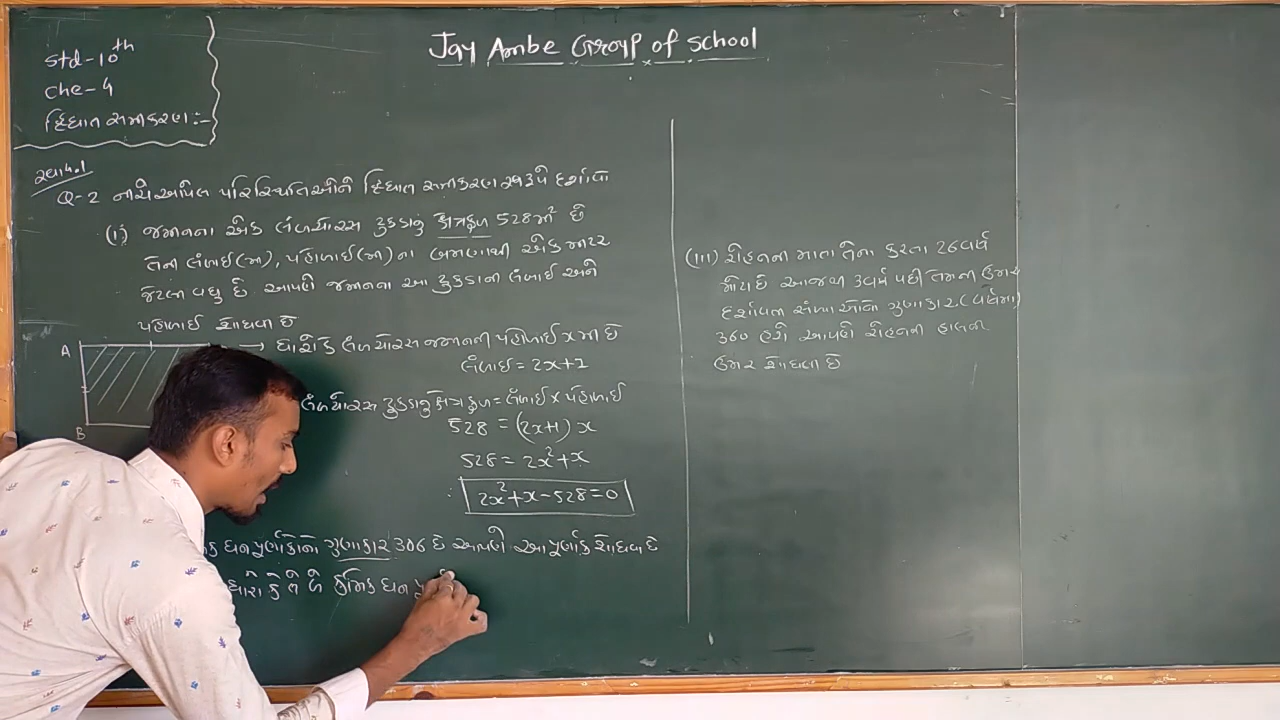 Jay Ambe Group of school
Std-10th
che-4
દ્વિઘાત સમીકરણ :-
સ્વા 4.1
Q-2 નીચે આપેલ પરિસ્થિતિઓને દ્વિઘાત સમીકરણ સ્વરૂપે દર્શાવો
(i) જમીનના એક લંબચોરસ ટુકડાનું ક્ષેત્રફળ 528મી² છે
તેની લંબાઈ(મી), પહોળાઈ(મી)ના બમણાથી એક મીટર
જેટલી વધુ છે આપણે જમીનના આ ટુકડાની લંબાઈ અને
પહોળાઈ શોધવી છે
A
B
→ ધારો કે લંબચોરસ જમીનની પહોળાઈ x મી છે
લંબાઈ = 2x+1
લંબચોરસ ટુકડાનું ક્ષેત્રફળ = લંબાઈ x પહોળાઈ
528 = (2x+1) x
528 = 2x²+x
∴ 2x²+x-528=0
ક ધન પૂર્ણાંકોનો ગુણાકાર 306 છે આપણે આ પૂર્ણાંક શોધવા છે
ધારો કે તે બે ક્રમિક ધન
(iii) રોહનની માતા તેના કરતા 26 વર્ષ
મોટા છે આજથી 3 વર્ષ પછી તેમની ઉંમર
દર્શાવતી સંખ્યાઓનો ગુણાકાર (વર્ષમાં)
360 હશે આપણે રોહનની હાલની
ઉંમર શોધવી છે